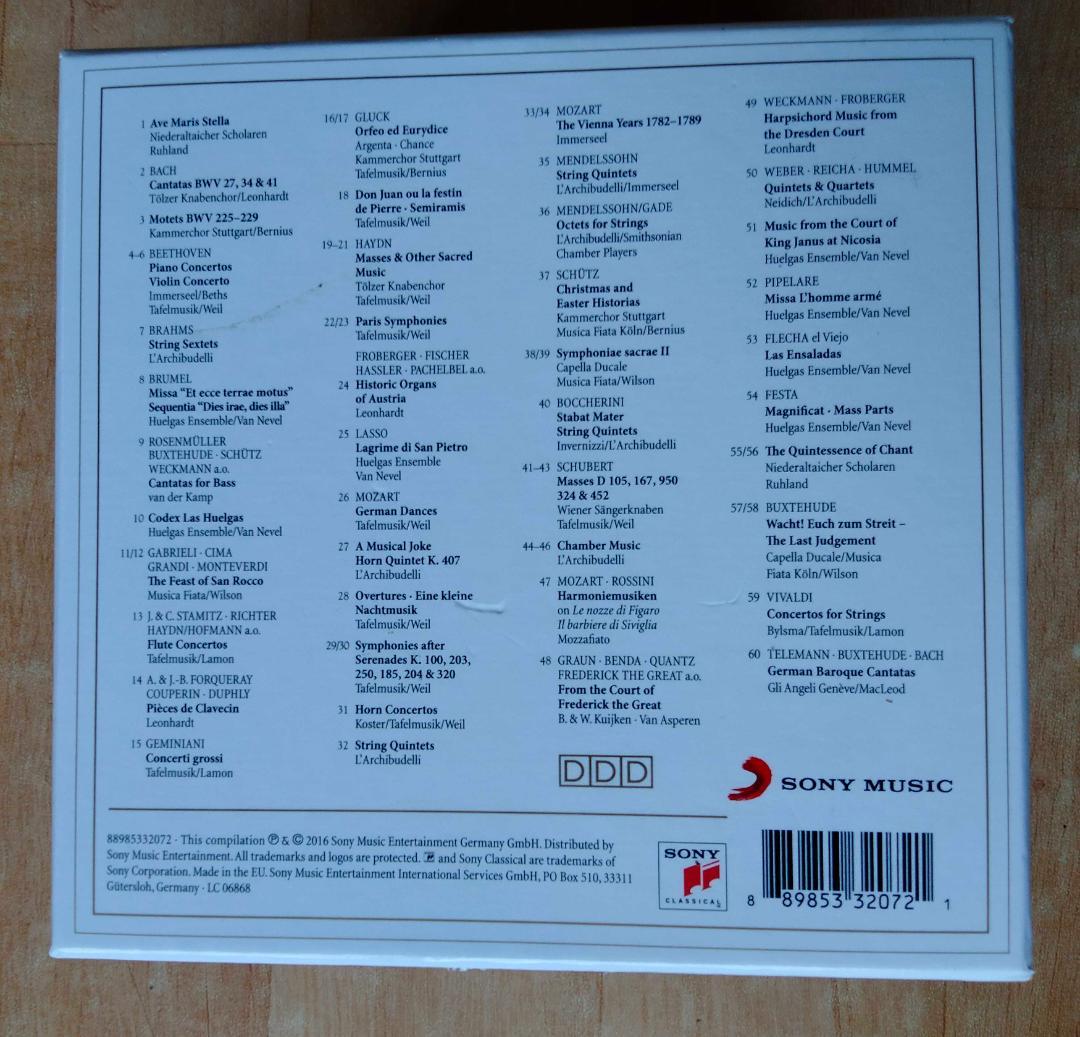 1 Ave Maris Stella
Niederaltaicher Scholaren
Ruhland
2 BACH
Cantatas BWV 27, 34 & 41
Tölzer Knabenchor/Leonhardt
3 Motets BWV 225–229
Kammerchor Stuttgart/Bernius
4–6 BEETHOVEN
Piano Concertos
Violin Concerto
Immerseel/Beths
Tafelmusik/Weil
7 BRAHMS
String Sextets
L'Archibudelli
8 BRUMEL
Missa "Et ecce terrae motus"
Sequentia "Dies irae, dies illa"
Huelgas Ensemble/Van Nevel
9 ROSENMÜLLER
BUXTEHUDE · SCHÜTZ
WECKMANN a.o.
Cantatas for Bass
van der Kamp
10 Codex Las Huelgas
Huelgas Ensemble/Van Nevel
11/12 GABRIELI · CIMA
GRANDI · MONTEVERDI
The Feast of San Rocco
Musica Fiata/Wilson
13 J. & C. STAMITZ · RICHTER
HAYDN/HOFMANN a.o.
Flute Concertos
Tafelmusik/Lamon
14 A. & J.-B. FORQUERAY
COUPERIN · DUPHLY
Pièces de Clavecin
Leonhardt
15 GEMINIANI
Concerti grossi
Tafelmusik/Lamon
16/17 GLUCK
Orfeo ed Eurydice
Argenta · Chance
Kammerchor Stuttgart
Tafelmusik/Bernius
18 Don Juan ou la festin
de Pierre · Semiramis
Tafelmusik/Weil
19–21 HAYDN
Masses & Other Sacred
Music
Tölzer Knabenchor
Tafelmusik/Weil
22/23 Paris Symphonies
Tafelmusik/Weil
FROBERGER · FISCHER
HASSLER · PACHELBEL a.o.
24 Historic Organs
of Austria
Leonhardt
25 LASSO
Lagrime di San Pietro
Huelgas Ensemble
Van Nevel
26 MOZART
German Dances
Tafelmusik/Weil
27 A Musical Joke
Horn Quintet K. 407
L'Archibudelli
28 Overtures · Eine kleine
Nachtmusik
Tafelmusik/Weil
29/30 Symphonies after
Serenades K. 100, 203,
250, 185, 204 & 320
Tafelmusik/Weil
31 Horn Concertos
Koster/Tafelmusik/Weil
32 String Quintets
L'Archibudelli
33/34 MOZART
The Vienna Years 1782–1789
Immerseel
35 MENDELSSOHN
String Quintets
L'Archibudelli/Immerseel
36 MENDELSSOHN/GADE
Octets for Strings
L'Archibudelli/Smithsonian
Chamber Players
37 SCHÜTZ
Christmas and
Easter Historias
Kammerchor Stuttgart
Musica Fiata Köln/Bernius
38/39 Symphoniae sacrae II
Capella Ducale
Musica Fiata/Wilson
40 BOCCHERINI
Stabat Mater
String Quintets
Invernizzi/L'Archibudelli
41–43 SCHUBERT
Masses D 105, 167, 950
324 & 452
Wiener Sängerknaben
Tafelmusik/Weil
44–46 Chamber Music
L'Archibudelli
47 MOZART · ROSSINI
Harmoniemusiken
on Le nozze di Figaro
Il barbiere di Siviglia
Mozzafiato
48 GRAUN · BENDA · QUANTZ
FREDERICK THE GREAT a.o.
From the Court of
Frederick the Great
B. & W. Kuijken · Van Asperen
49 WECKMANN · FROBERGER
Harpsichord Music from
the Dresden Court
Leonhardt
50 WEBER · REICHA · HUMMEL
Quintets & Quartets
Neidich/L'Archibudelli
51 Music from the Court of
King Janus at Nicosia
Huelgas Ensemble/Van Nevel
52 PIPELARE
Missa L'homme armé
Huelgas Ensemble/Van Nevel
53 FLECHA el Viejo
Las Ensaladas
Huelgas Ensemble/Van Nevel
54 FESTA
Magnificat · Mass Parts
Huelgas Ensemble/Van Nevel
55/56 The Quintessence of Chant
Niederaltaicher Scholaren
Ruhland
57/58 BUXTEHUDE
Wacht! Euch zum Streit –
The Last Judgement
Capella Ducale/Musica
Fiata Köln/Wilson
59 VIVALDI
Concertos for Strings
Bylsma/Tafelmusik/Lamon
60 TELEMANN · BUXTEHUDE · BACH
German Baroque Cantatas
Gli Angeli Genève/MacLeod
DDD
SONY MUSIC
88985332072 · This compilation ℗ & © 2016 Sony Music Entertainment Germany GmbH. Distributed by
Sony Music Entertainment. All trademarks and logos are protected. and Sony Classical are trademarks of
Sony Corporation. Made in the EU. Sony Music Entertainment International Services GmbH, PO Box 510, 33311
Gütersloh, Germany · LC 06868
SONY
CLASSICAL
8 89853 32072 1